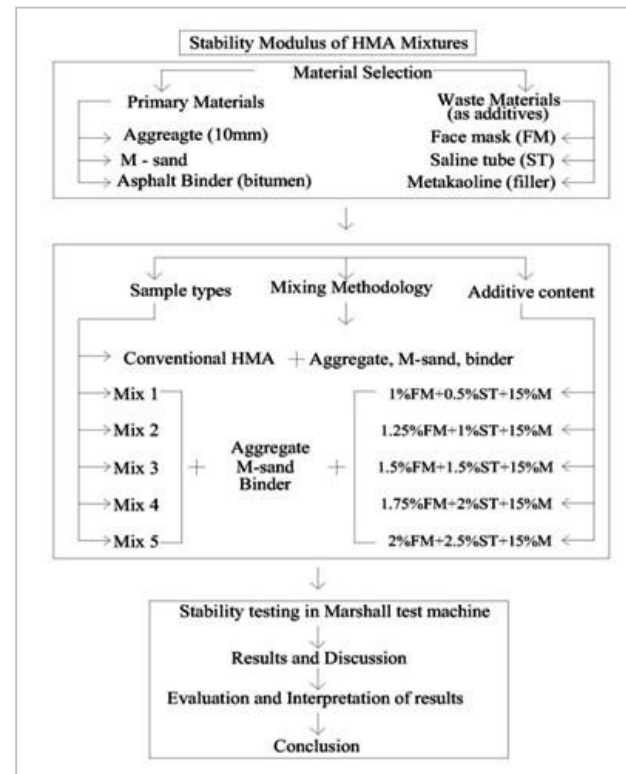 Stability Modulus of HMA Mixtures
Material Selection
Primary Materials
Aggreagte (10mm)
M - sand
Asphalt Binder (bitumen)
Waste Materials
(as additives)
Face mask (FM)
Saline tube (ST)
Metakaoline (filler)
Sample types
Mixing Methodology
Additive content
Conventional HMA + Aggregate, M-sand, binder
Mix 1
Mix 2
Mix 3
Mix 4
Mix 5
+
Aggregate
M-sand
Binder
+
1%FM+0.5%ST+15%M
1.25%FM+1%ST+15%M
1.5%FM+1.5%ST+15%M
1.75%FM+2%ST+15%M
2%FM+2.5%ST+15%M
Stability testing in Marshall test machine
Results and Discussion
Evaluation and Interpretation of results
Conclusion